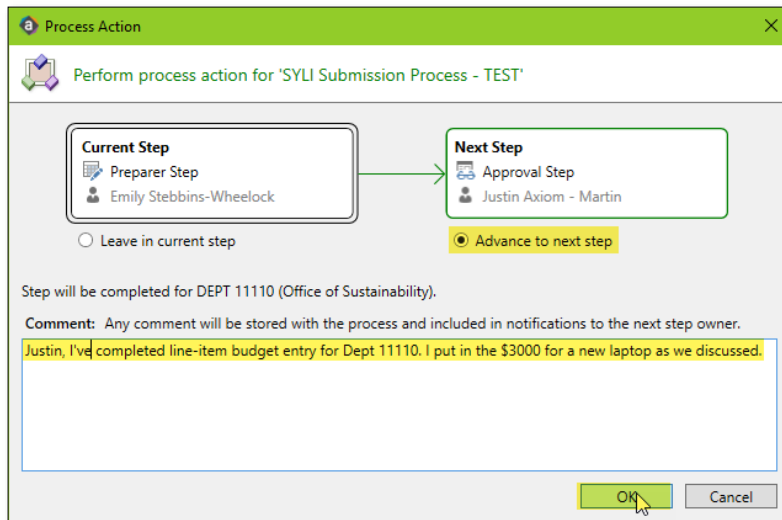 Process Action
Perform process action for 'SYLI Submission Process - TEST'
Current Step
Preparer Step
Emily Stebbins-Wheelock
Next Step
Approval Step
Justin Axiom - Martin
Leave in current step
Advance to next step
Step will be completed for DEPT 11110 (Office of Sustainability).
Comment: Any comment will be stored with the process and included in notifications to the next step owner.
Justin, I've completed line-item budget entry for Dept 11110. I put in the $3000 for a new laptop as we discussed.
OK
Cancel